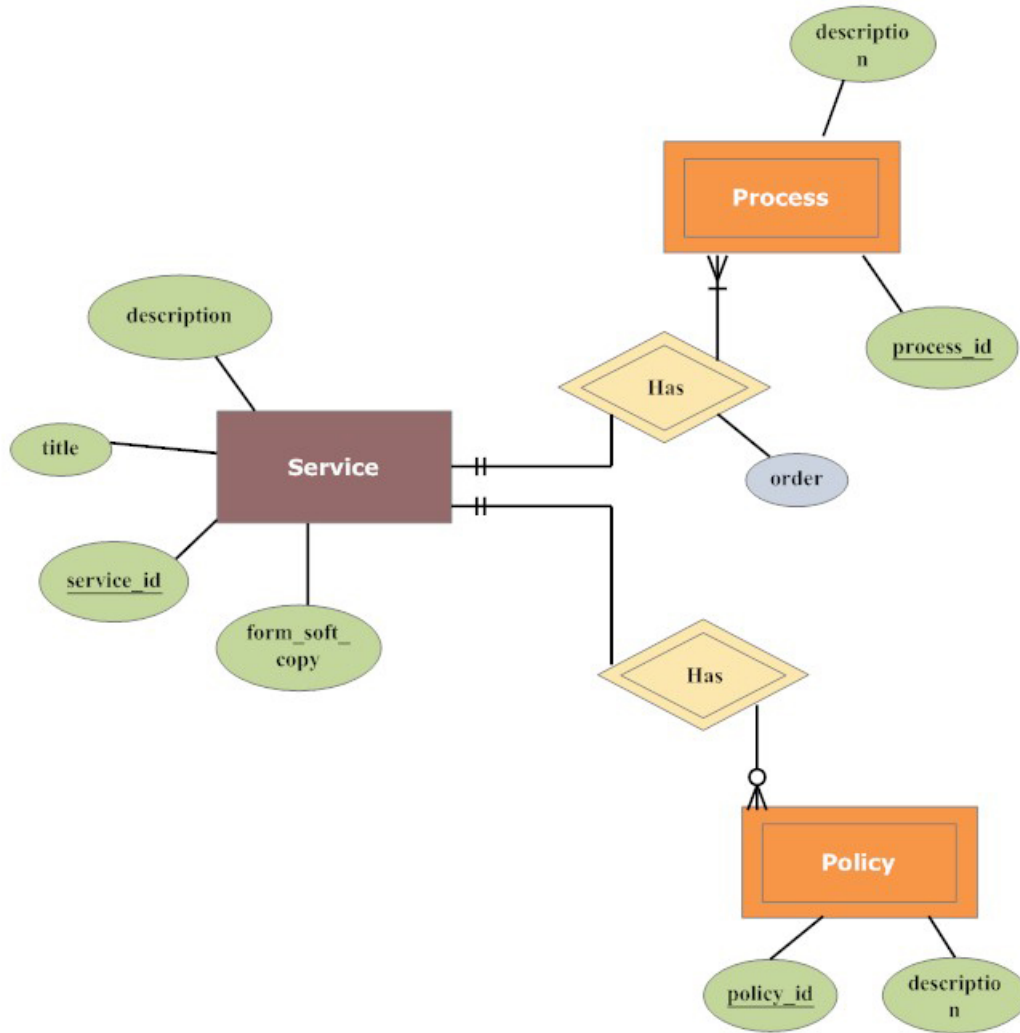 descriptio
n
Process
process_id
description
Has
title
Service
order
service_id
form_soft_
copy
Has
Policy
policy_id
descriptio
n